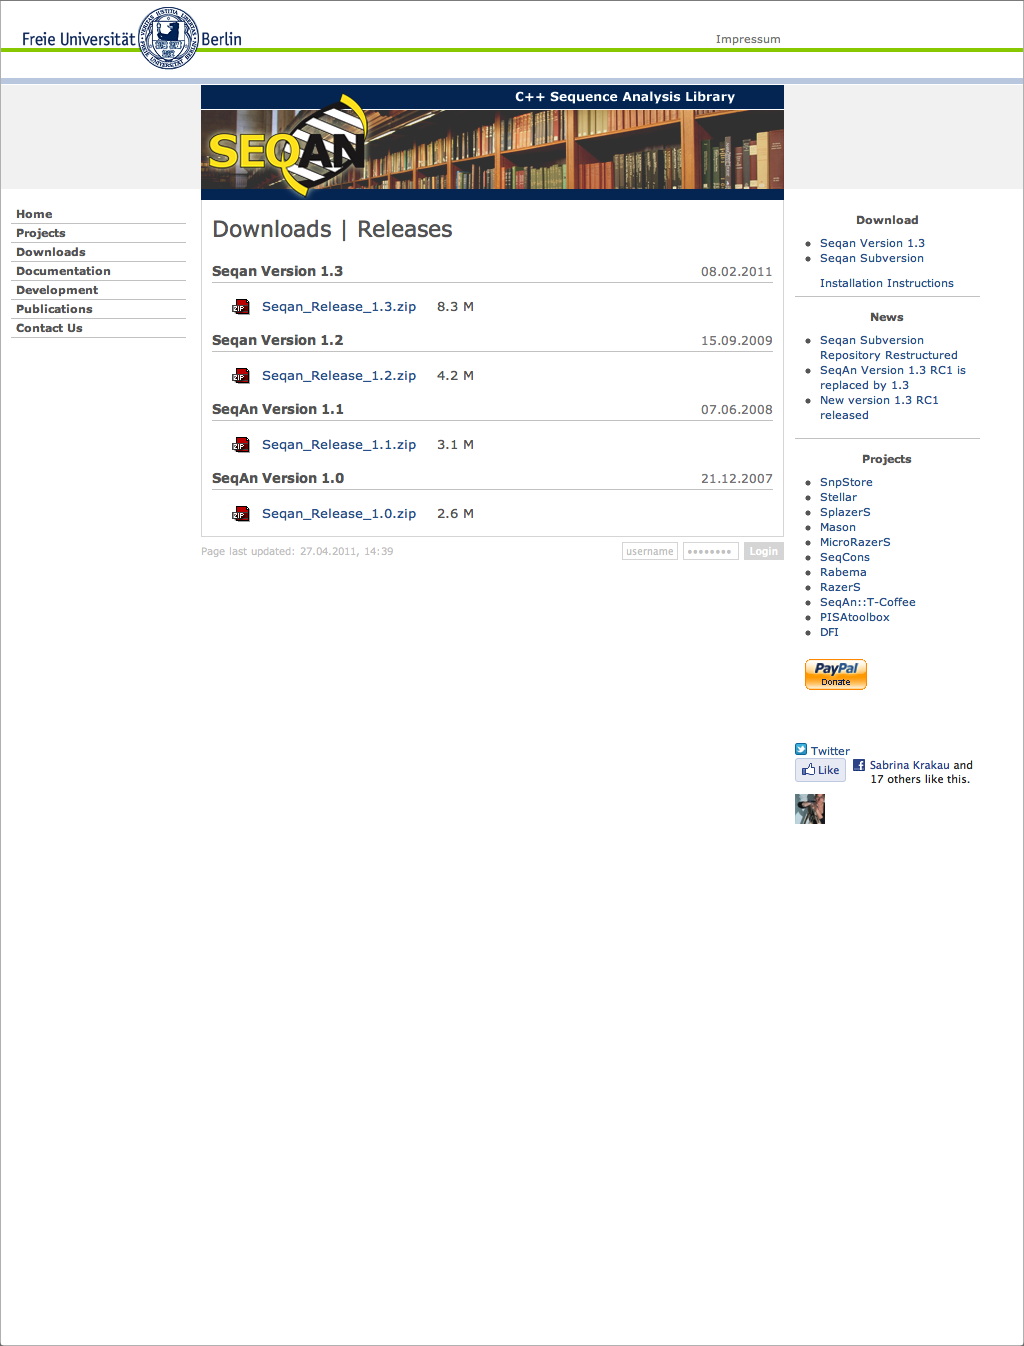 Freie Universität Berlin
Impressum
C++ Sequence Analysis Library
SEQAN
Home
Projects
Downloads
Documentation
Development
Publications
Contact Us
Downloads | Releases
Seqan Version 1.3 08.02.2011
ZIP Seqan_Release_1.3.zip 8.3 M
Seqan Version 1.2 15.09.2009
ZIP Seqan_Release_1.2.zip 4.2 M
SeqAn Version 1.1 07.06.2008
ZIP Seqan_Release_1.1.zip 3.1 M
SeqAn Version 1.0 21.12.2007
ZIP Seqan_Release_1.0.zip 2.6 M
Page last updated: 27.04.2011, 14:39
username •••••••• Login
Download
Seqan Version 1.3
Seqan Subversion
Installation Instructions
News
Seqan Subversion
Repository Restructured
SeqAn Version 1.3 RC1 is
replaced by 1.3
New version 1.3 RC1
released
Projects
SnpStore
Stellar
SplazerS
Mason
MicroRazerS
SeqCons
Rabema
RazerS
SeqAn::T-Coffee
PISAtoolbox
DFI
PayPal
Donate
Twitter
Like Sabrina Krakau and
17 others like this.